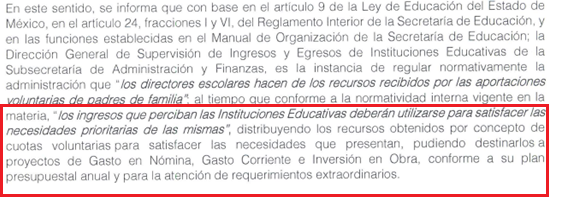 En este sentido, se informa que con base en el artículo 9 de la Ley de Educación del Estado de
México, en el artículo 24, fracciones I y VI, del Reglamento Interior de la Secretaría de Educación, y
en las funciones establecidas en el Manual de Organización de la Secretaría de Educación; la
Dirección General de Supervisión de Ingresos y Egresos de Instituciones Educativas de la
Subsecretaría de Administración y Finanzas, es la instancia de regular normativamente la
administración que "los directores escolares hacen de los recursos recibidos por las aportaciones
voluntarias de padres de familia", al tiempo que conforme a la normatividad interna vigente en la
materia, "los ingresos que perciban las Instituciones Educativas deberán utilizarse para satisfacer las
necesidades prioritarias de las mismas", distribuyendo los recursos obtenidos por concepto de
cuotas voluntarias para satisfacer las necesidades que presentan, pudiendo destinarlos a
proyectos de Gasto en Nómina, Gasto Corriente e Inversión en Obra, conforme a su plan
presupuestal anual y para la atención de requerimientos extraordinarios.